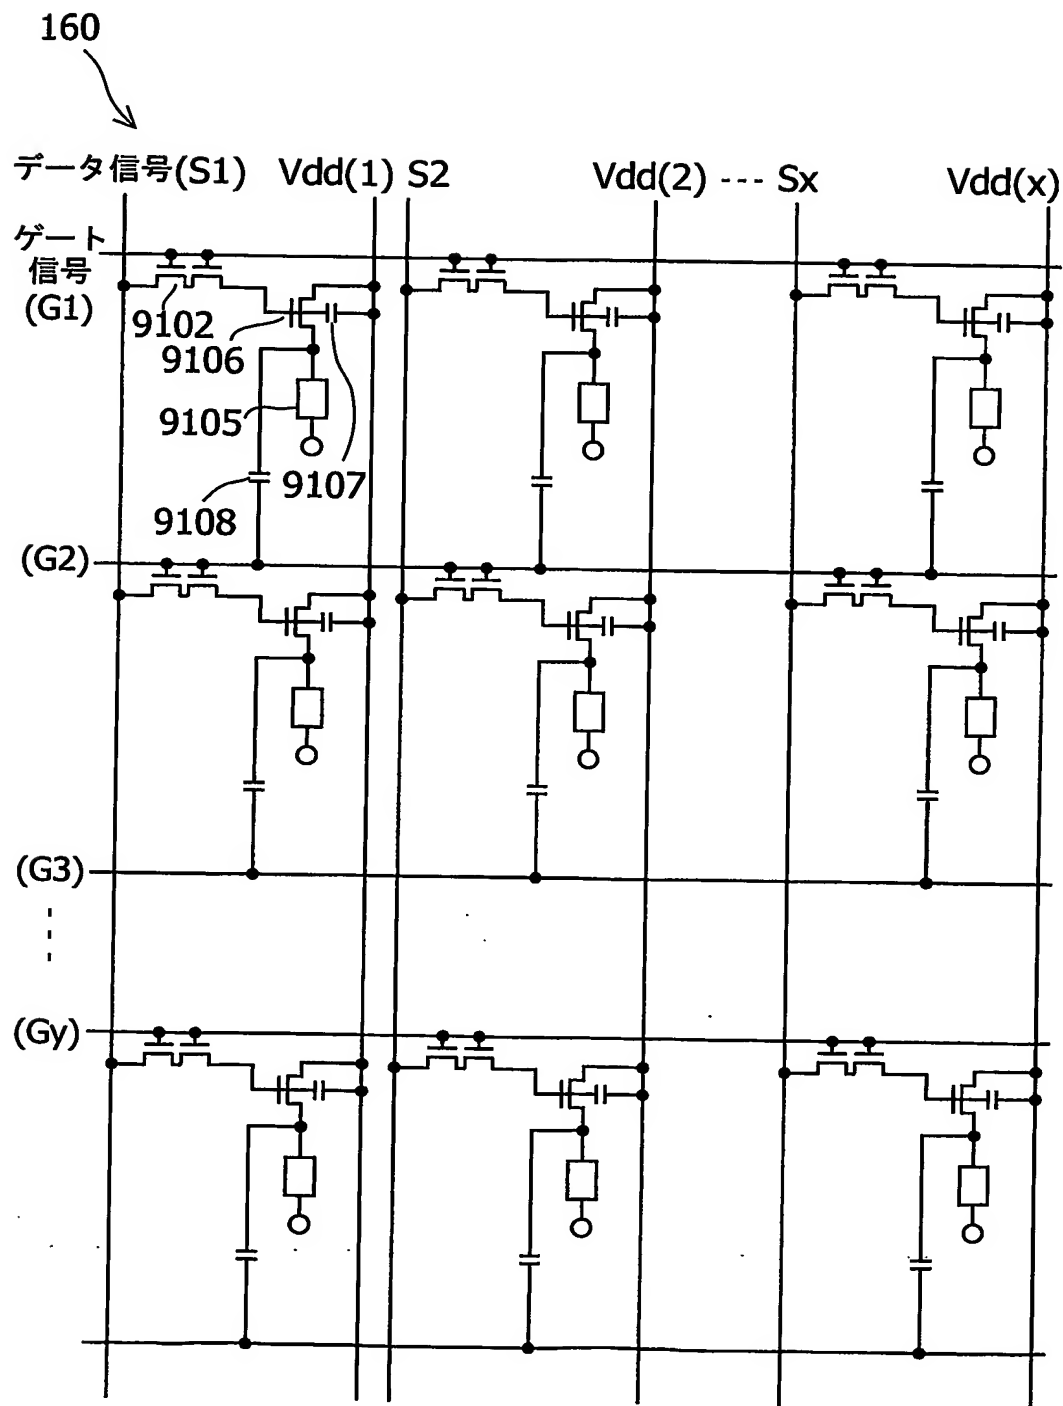 160
データ信号(S1) Vdd(1) S2 Vdd(2) --- Sx Vdd(x)
ゲート
信号
(G1)
9102
9106
9105
9107
9108
(G2)
(G3)
(Gy)